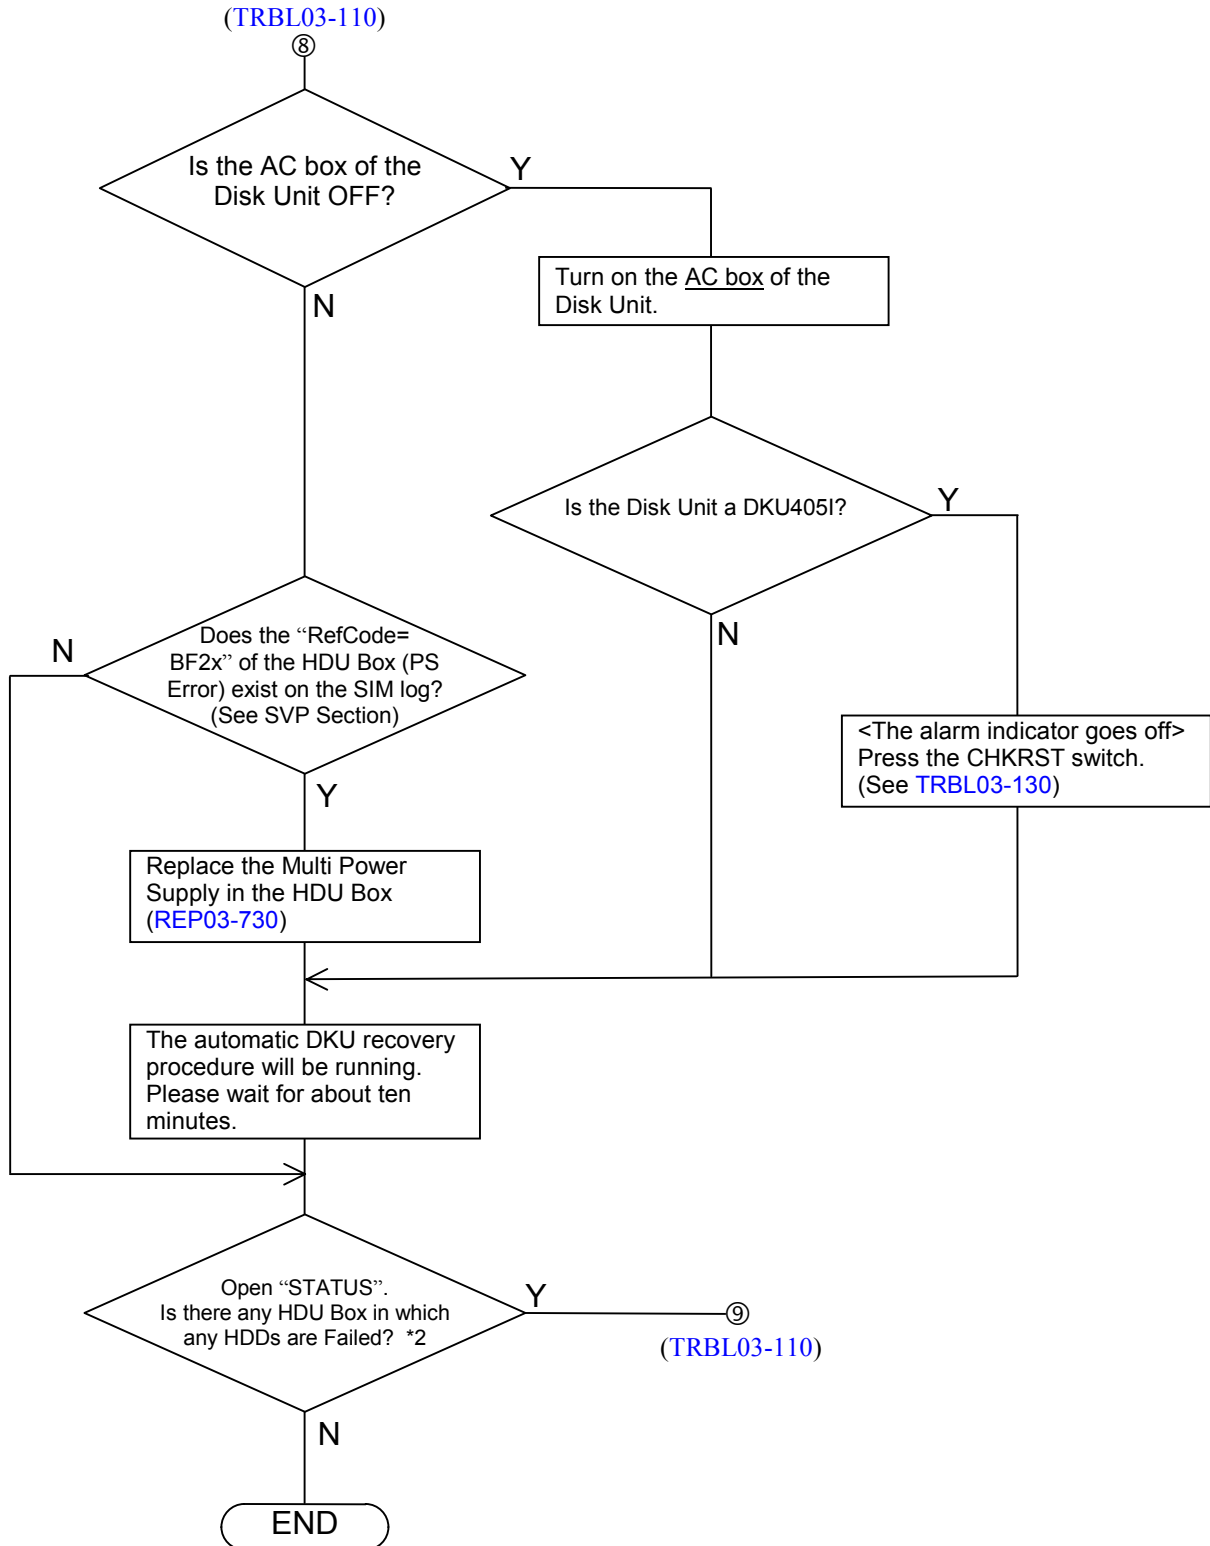 (TRBL03-110)
⑧
Is the AC box of the
Disk Unit OFF?
Y
N
Turn on the AC box of the
Disk Unit.
Is the Disk Unit a DKU405I?
Y
N
Does the “RefCode=
BF2x” of the HDU Box (PS
Error) exist on the SIM log?
(See SVP Section)
N
Y
<The alarm indicator goes off>
Press the CHKRST switch.
(See TRBL03-130)
Replace the Multi Power
Supply in the HDU Box
(REP03-730)
The automatic DKU recovery
procedure will be running.
Please wait for about ten
minutes.
Open “STATUS”.
Is there any HDU Box in which
any HDDs are Failed? *2
Y
⑨
(TRBL03-110)
N
END